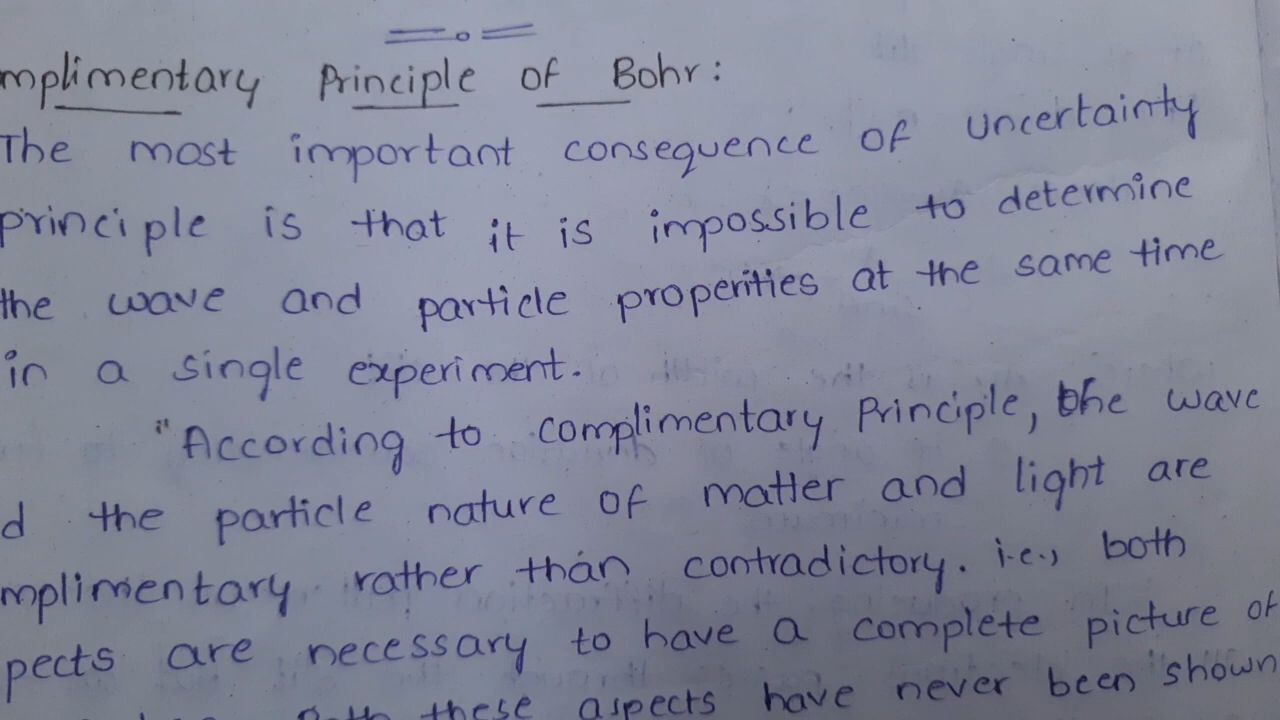 mplimentary Principle of Bohr:
The most important consequence of uncertainty
principle is that it is impossible to determine
the wave and particle properities at the same time
in a single experiment.
"According to complimentary Principle, the wave
d the particle nature of matter and light are
mplimentary rather than contradictory. i.e., both
pects are necessary to have a complete picture of
these aspects have never been shown